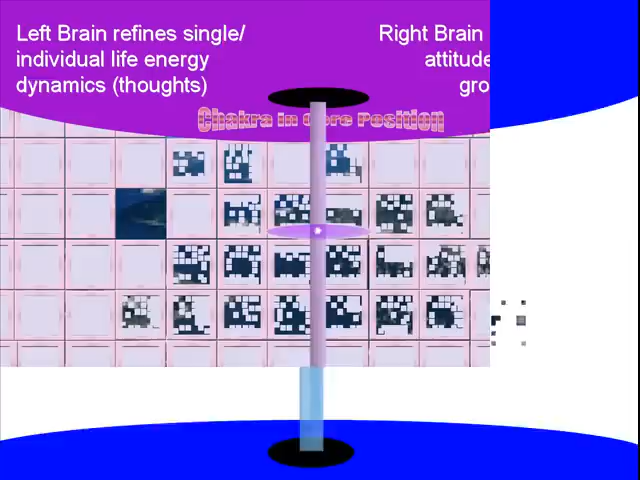 Left Brain refines single/
individual life energy
dynamics (thoughts)
Right Brain
attitude
gro
Chakra in Core Position